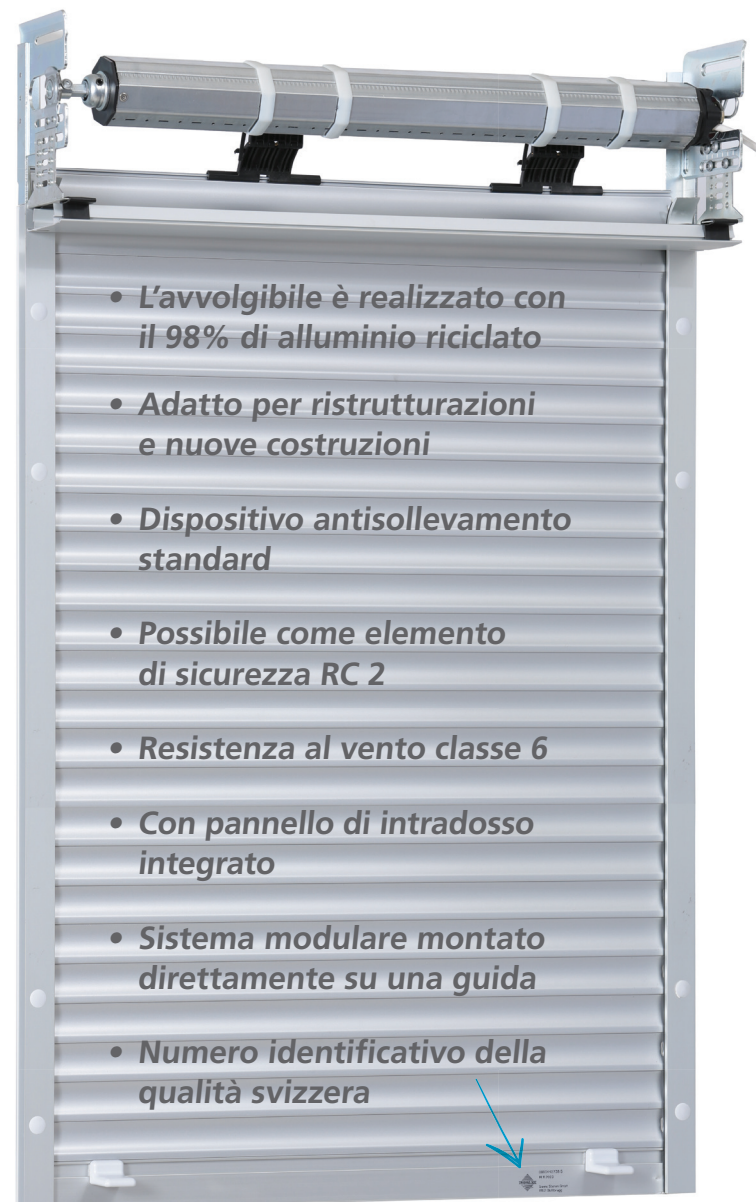 • L'avvolgibile è realizzato con
il 98% di alluminio riciclato
• Adatto per ristrutturazioni
e nuove costruzioni
• Dispositivo antisollevamento
standard
• Possibile come elemento
di sicurezza RC 2
• Resistenza al vento classe 6
• Con pannello di intradosso
integrato
• Sistema modulare montato
direttamente su una guida
• Numero identificativo della
qualità svizzera